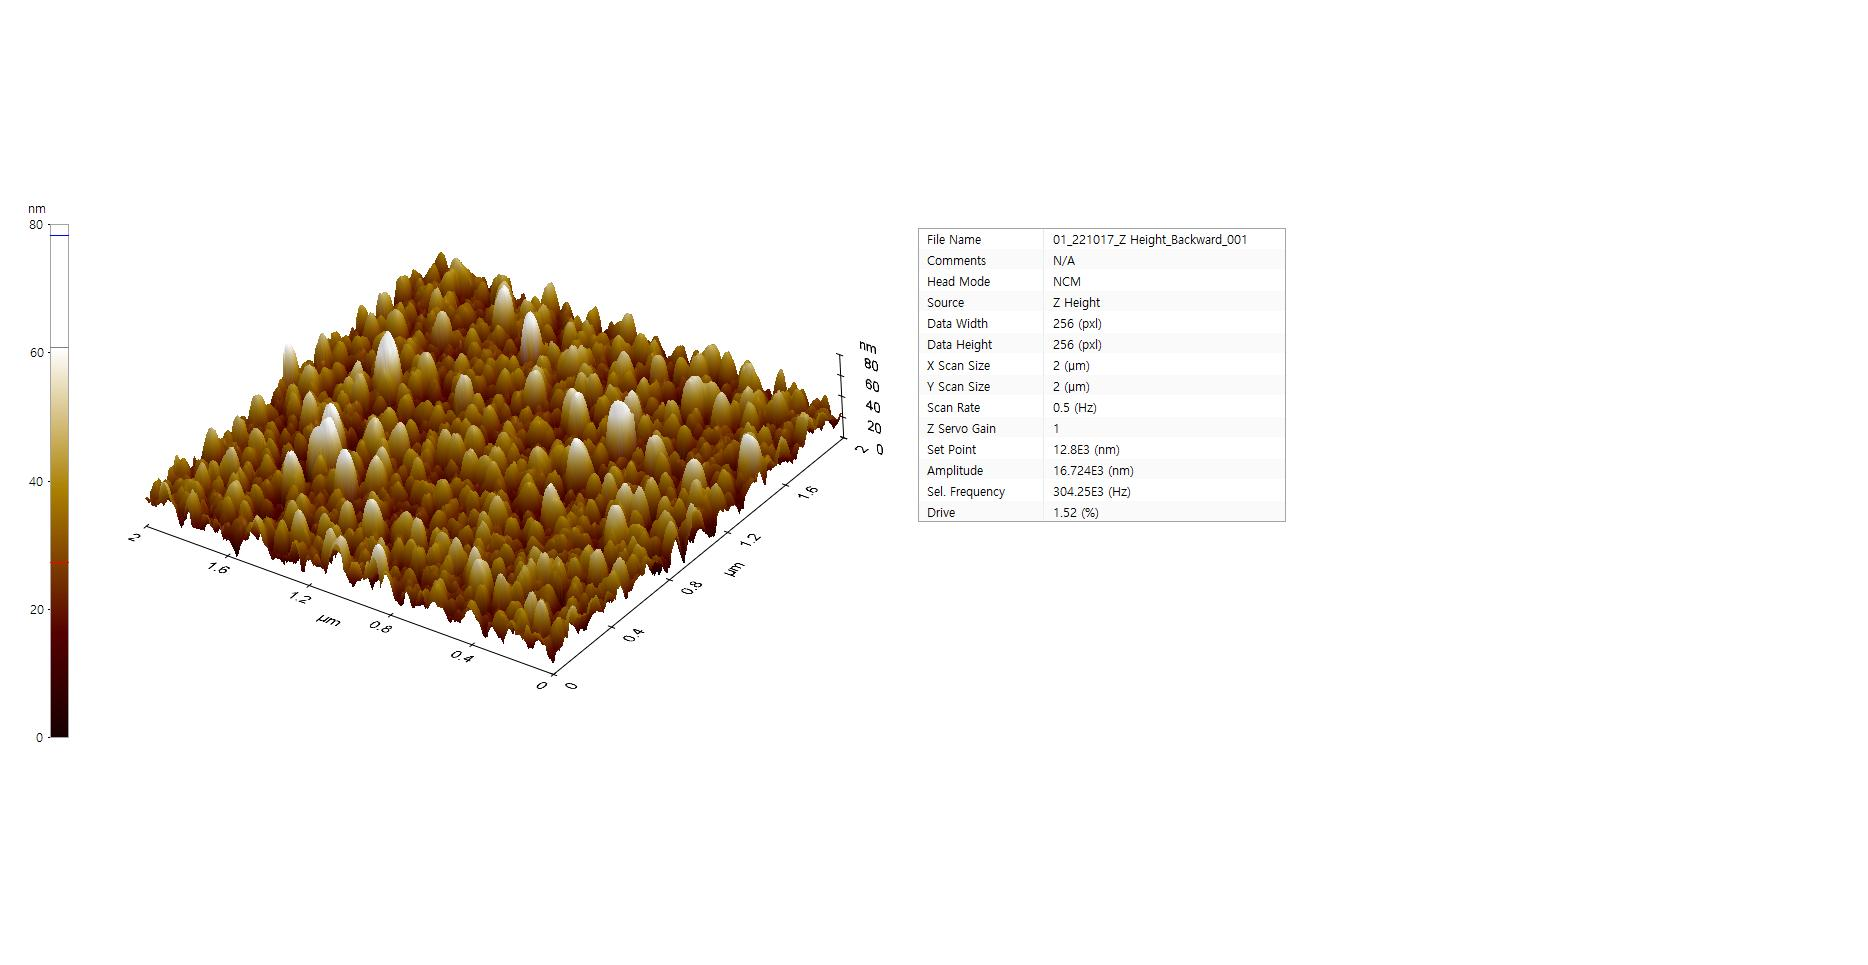 nm
80
60
40
20
0
nm
80
60
40
20
0
2
1.6
1.2
µm
0.8
0.4
0
0
0.4
0.8
µm
1.2
1.6
2
File Name 01_221017_Z Height_Backward_001
Comments N/A
Head Mode NCM
Source Z Height
Data Width 256 (pxl)
Data Height 256 (pxl)
X Scan Size 2 (µm)
Y Scan Size 2 (µm)
Scan Rate 0.5 (Hz)
Z Servo Gain 1
Set Point 12.8E3 (nm)
Amplitude 16.724E3 (nm)
Sel. Frequency 304.25E3 (Hz)
Drive 1.52 (%)